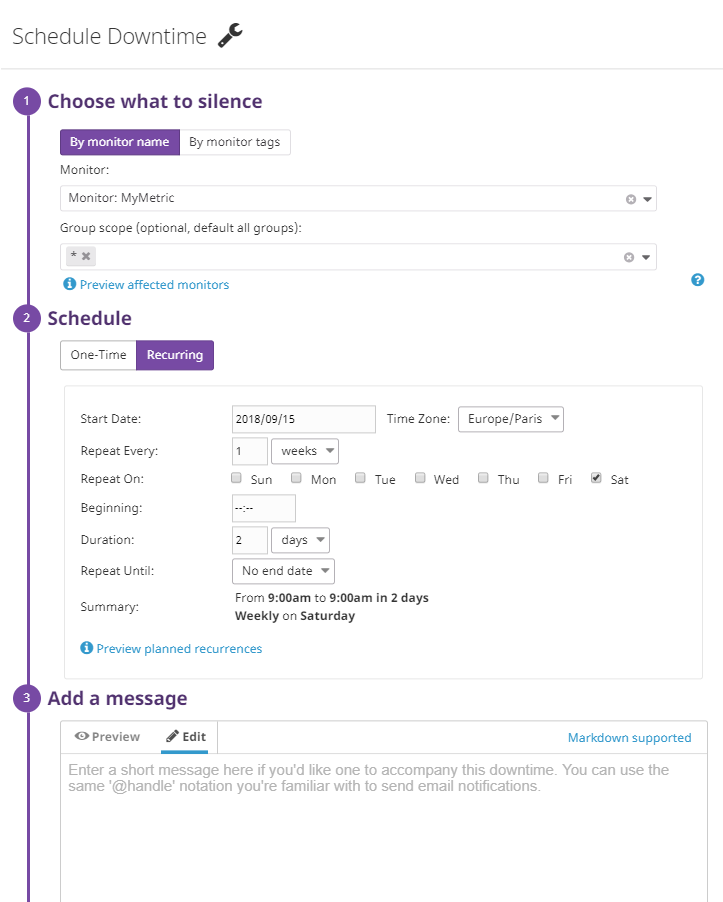 Schedule Downtime
1 Choose what to silence
By monitor name By monitor tags
Monitor:
Monitor: MyMetric
Group scope (optional, default all groups):
*
Preview affected monitors
2 Schedule
One-Time Recurring
Start Date: 2018/09/15 Time Zone: Europe/Paris
Repeat Every: 1 weeks
Repeat On: Sun Mon Tue Wed Thu Fri Sat
Beginning: --:--
Duration: 2 days
Repeat Until: No end date
Summary: From 9:00am to 9:00am in 2 days
Weekly on Saturday
Preview planned recurrences
3 Add a message
Preview Edit Markdown supported
Enter a short message here if you'd like one to accompany this downtime. You can use the
same '@handle' notation you're familiar with to send email notifications.